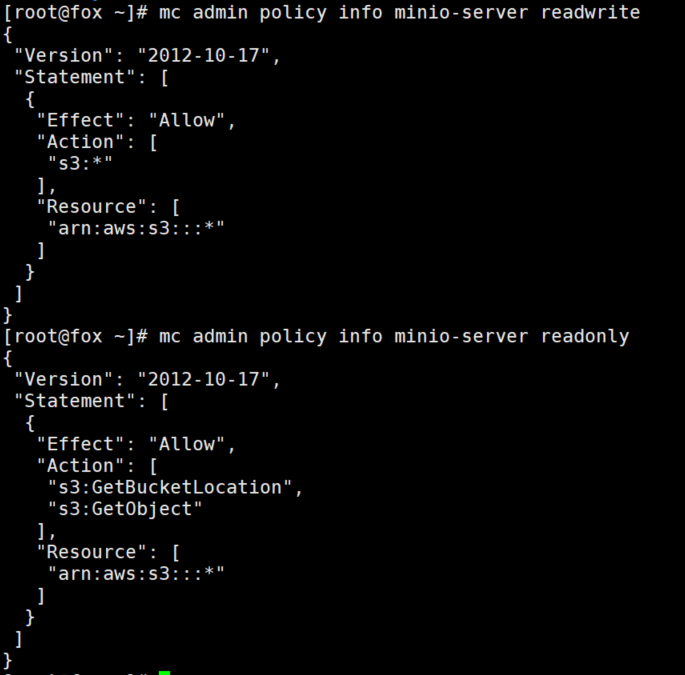 [root@fox ~]# mc admin policy info minio-server readwrite
{
 "Version": "2012-10-17",
 "Statement": [
  {
   "Effect": "Allow",
   "Action": [
    "s3:*"
   ],
   "Resource": [
    "arn:aws:s3:::*"
   ]
  }
 ]
}
[root@fox ~]# mc admin policy info minio-server readonly
{
 "Version": "2012-10-17",
 "Statement": [
  {
   "Effect": "Allow",
   "Action": [
    "s3:GetBucketLocation",
    "s3:GetObject"
   ],
   "Resource": [
    "arn:aws:s3:::*"
   ]
  }
 ]
}